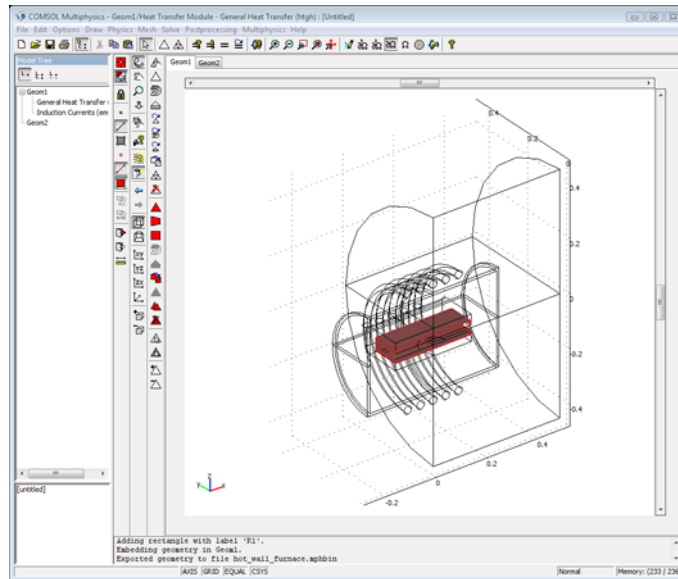 COMSOL Multiphysics - Geom1/Heat Transfer Module - General Heat Transfer (htgh) : [Untitled]
File Edit Options Draw Physics Mesh Solve Postprocessing Multiphysics Help
Model Tree
Geom1 Geom2
Geom1
General Heat Transfer
Induction Currents (em
Geom2
0.4
0.2
0
0.4
0.2
0
-0.2
-0.4
0.4
0.2
0
-0.2
z
y x
[untitled]
Adding rectangle with label 'R1'.
Embedding geometry in Geom1.
Exported geometry to file hot_wall_furnace.mphbin
AXIS GRID EQUAL CSYS Normal Memory: (233 / 236